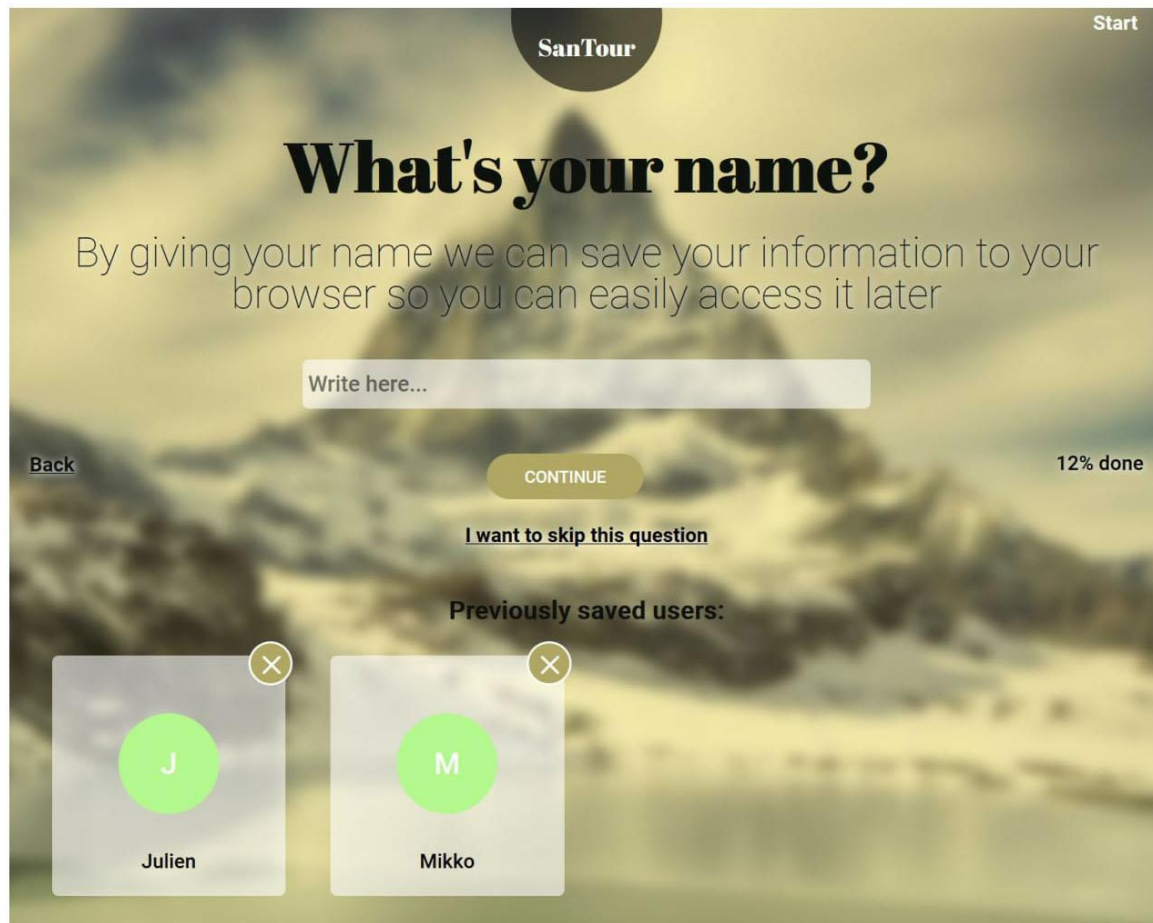 SanTour
Start
What's your name?
By giving your name we can save your information to your
browser so you can easily access it later
Write here...
Back
CONTINUE
12% done
I want to skip this question
Previously saved users:
J
M
Julien
Mikko